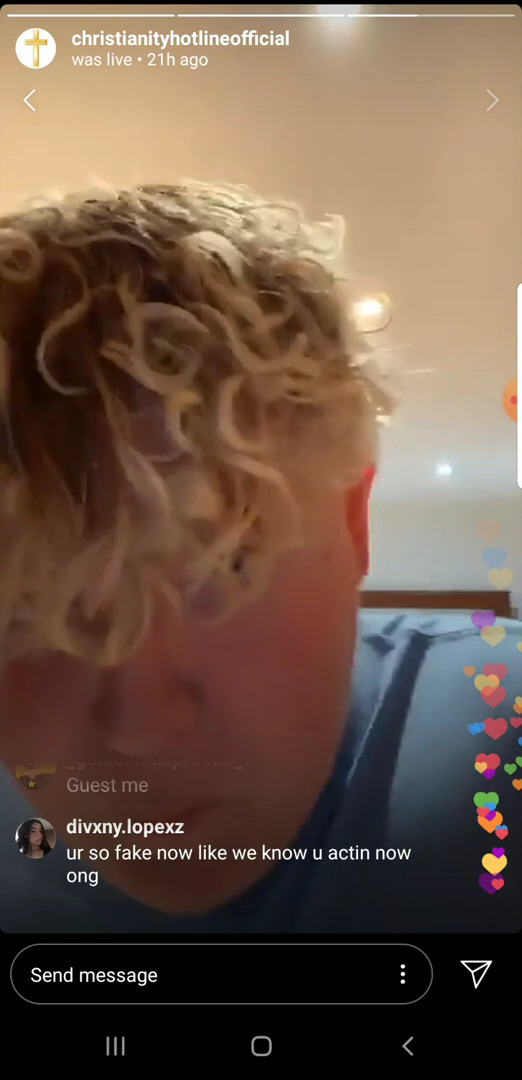 christianityhotlineofficial
was live • 21h ago
Guest me
divxny.lopexz
ur so fake now like we know u actin now
ong
Send message